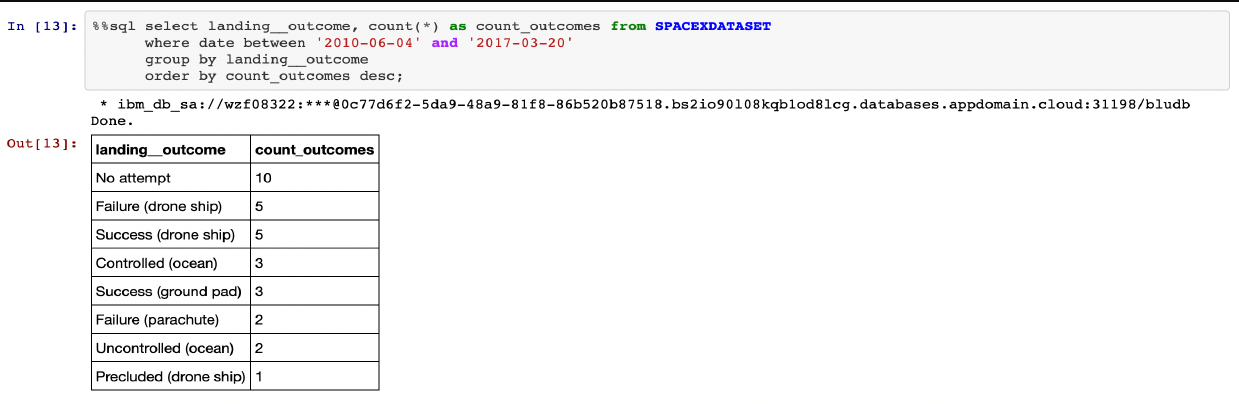 In [13]: %%sql select landing__outcome, count(*) as count_outcomes from SPACEXDATASET
where date between '2010-06-04' and '2017-03-20'
group by landing__outcome
order by count_outcomes desc;
* ibm_db_sa://wzf08322:***@0c77d6f2-5da9-48a9-81f8-86b520b87518.bs2io90l08kqb1od8lcg.databases.appdomain.cloud:31198/bludb
Done.
Out[13]:
landing__outcome count_outcomes
No attempt 10
Failure (drone ship) 5
Success (drone ship) 5
Controlled (ocean) 3
Success (ground pad) 3
Failure (parachute) 2
Uncontrolled (ocean) 2
Precluded (drone ship) 1